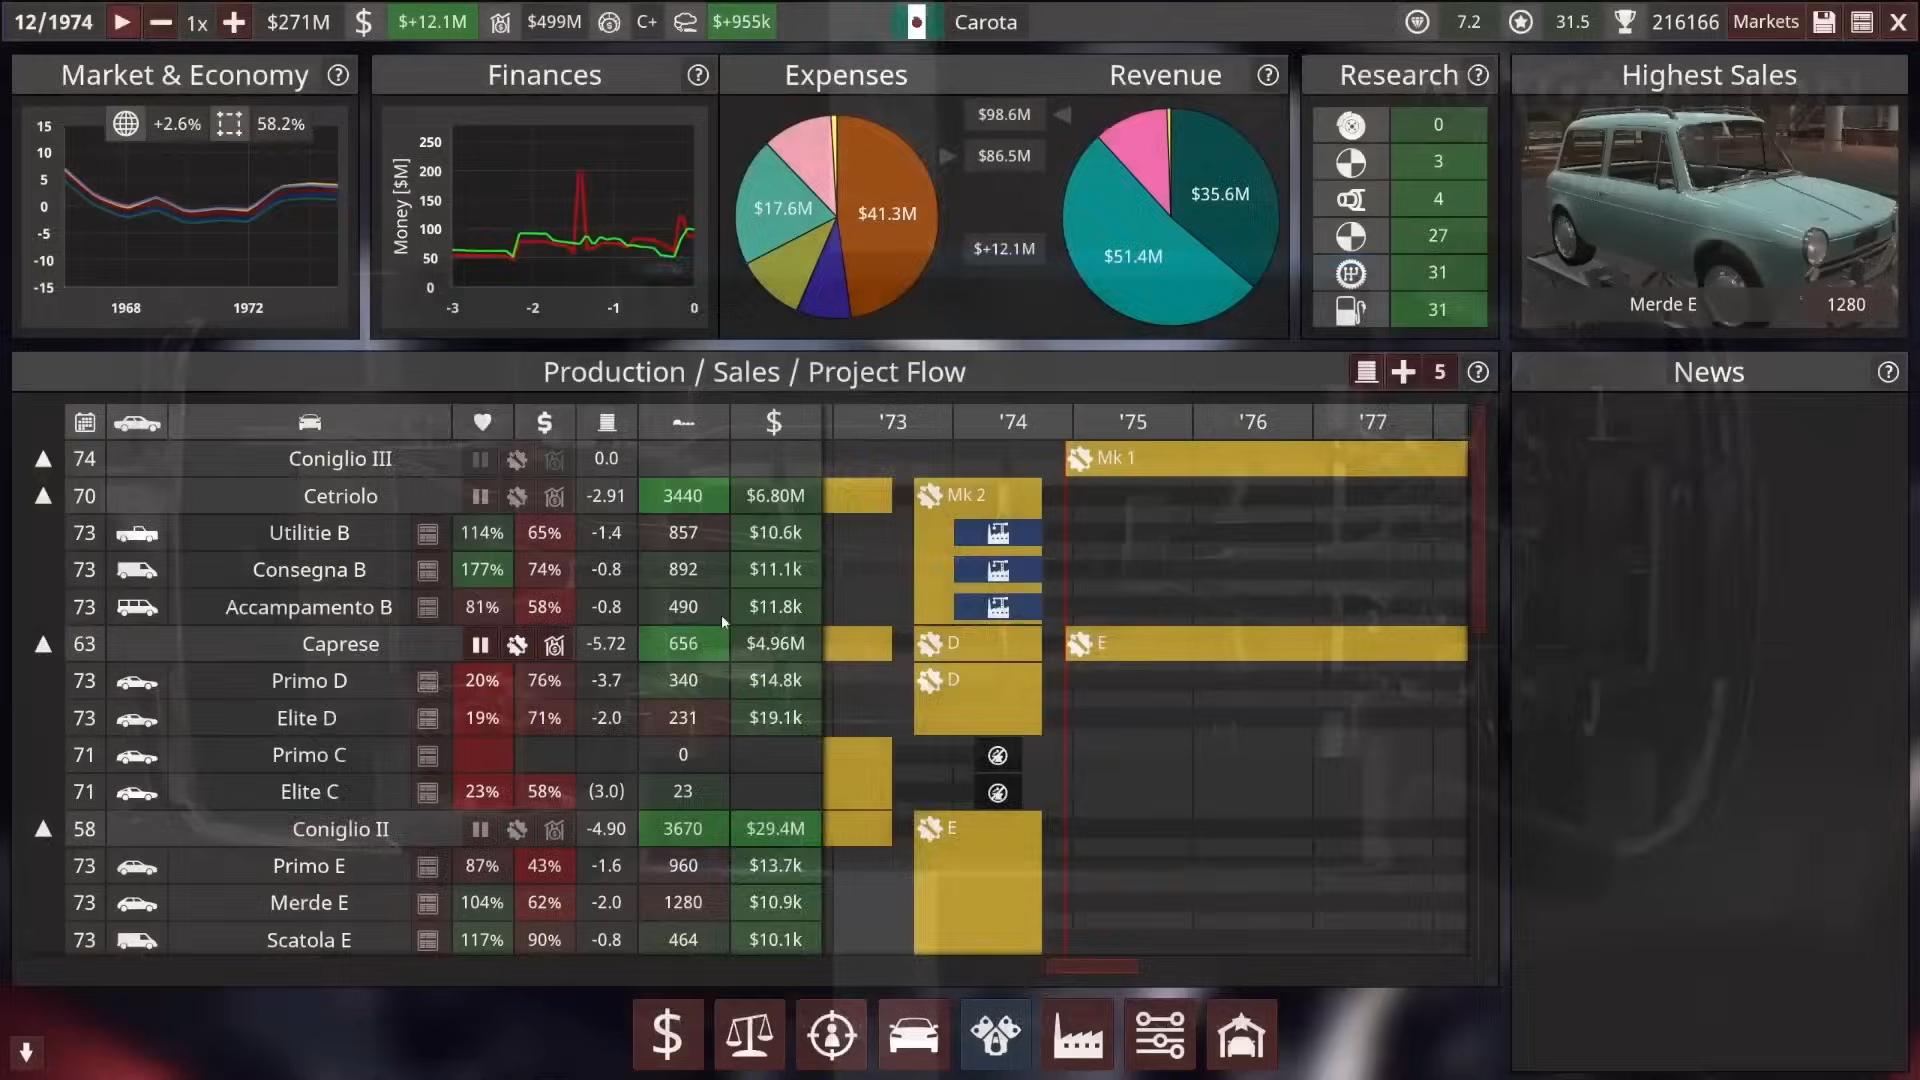 12/1974 1x $271M $ $+12.1M $499M C+ $+955k Carota 7.2 31.5 216166 Markets X
Market & Economy ?
+2.6% 58.2%
15
10
5
0
-5
-10
-15
1968 1972
Finances ?
Money [$M]
250
200
150
100
50
0
-3 -2 -1 0
Expenses Revenue ?
$98.6M
$86.5M
$+12.1M
$17.6M $41.3M
$35.6M
$51.4M
Research ?
0
3
4
27
31
31
Highest Sales
Merde E 1280
Production / Sales / Project Flow 5 ?
$ $ '73 '74 '75 '76 '77
74 Coniglio III 0.0 Mk 1
70 Cetriolo -2.91 3440 $6.80M Mk 2
73 Utilitie B 114% 65% -1.4 857 $10.6k
73 Consegna B 177% 74% -0.8 892 $11.1k
73 Accampamento B 81% 58% -0.8 490 $11.8k
63 Caprese -5.72 656 $4.96M D E
73 Primo D 20% 76% -3.7 340 $14.8k D
73 Elite D 19% 71% -2.0 231 $19.1k
71 Primo C 0
71 Elite C 23% 58% (3.0) 23
58 Coniglio II -4.90 3670 $29.4M E
73 Primo E 87% 43% -1.6 960 $13.7k
73 Merde E 104% 62% -2.0 1280 $10.9k
73 Scatola E 117% 90% -0.8 464 $10.1k
News ?
$